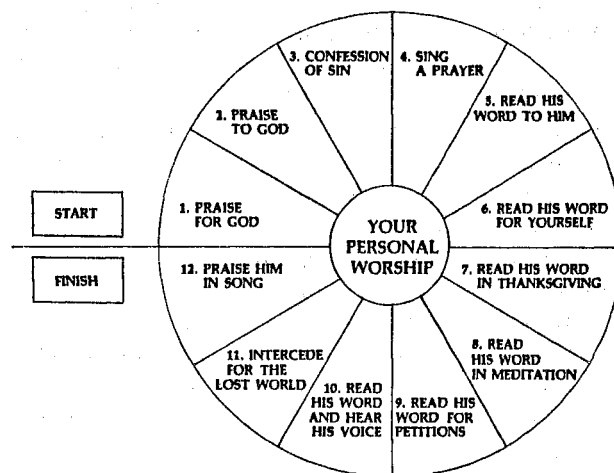 START
FINISH
1. PRAISE
FOR GOD
2. PRAISE
TO GOD
3. CONFESSION
OF SIN
4. SING
A PRAYER
5. READ HIS
WORD TO HIM
6. READ HIS WORD
FOR YOURSELF
7. READ HIS WORD
IN THANKSGIVING
8. READ
HIS WORD
IN MEDITATION
9. READ HIS
WORD FOR
PETITIONS
10. READ
HIS WORD
AND HEAR
HIS VOICE
11. INTERCEDE
FOR THE
LOST WORLD
12. PRAISE HIM
IN SONG
YOUR
PERSONAL
WORSHIP